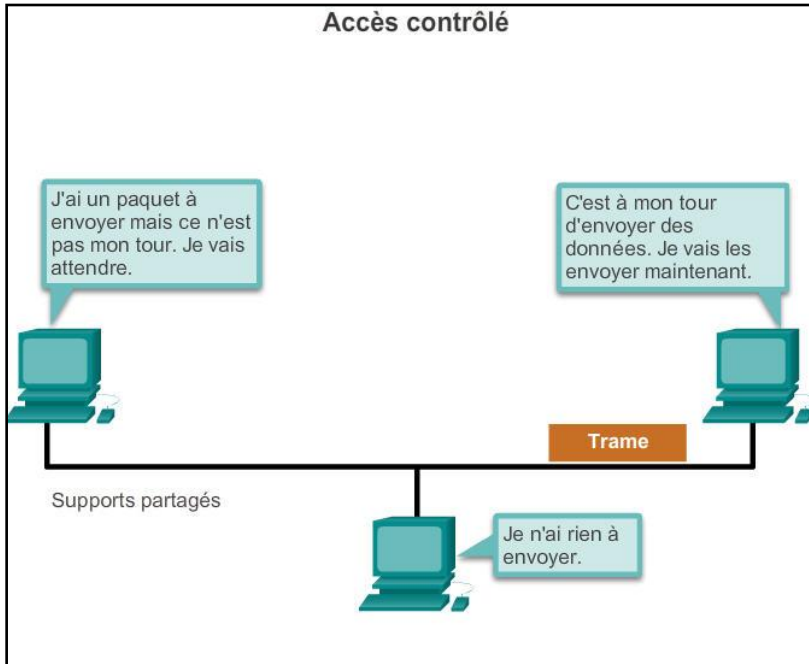 Accès contrôlé
J'ai un paquet à
envoyer mais ce n'est
pas mon tour. Je vais
attendre.
C'est à mon tour
d'envoyer des
données. Je vais les
envoyer maintenant.
Trame
Supports partagés
Je n'ai rien à
envoyer.